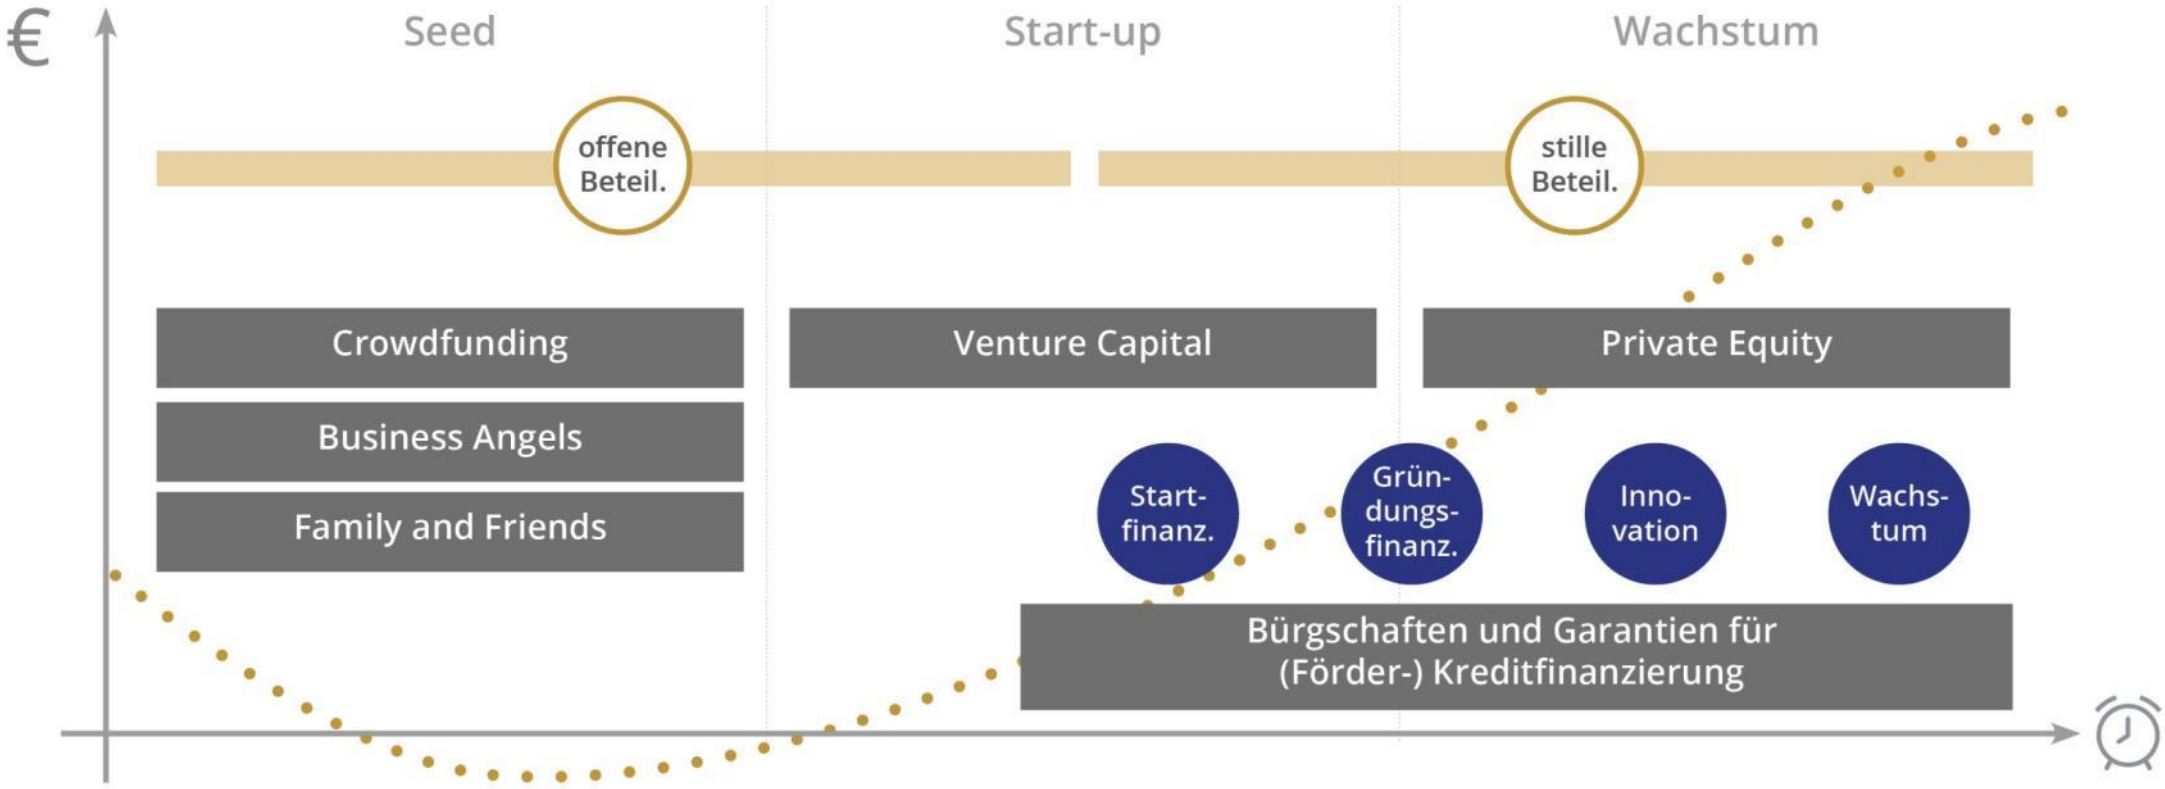 €
Seed
Start-up
Wachstum
offene
Beteil.
stille
Beteil.
Crowdfunding
Venture Capital
Private Equity
Business Angels
Family and Friends
Start-
finanz.
Grün-
dungs-
finanz.
Inno-
vation
Wachs-
tum
Bürgschaften und Garantien für
(Förder-) Kreditfinanzierung